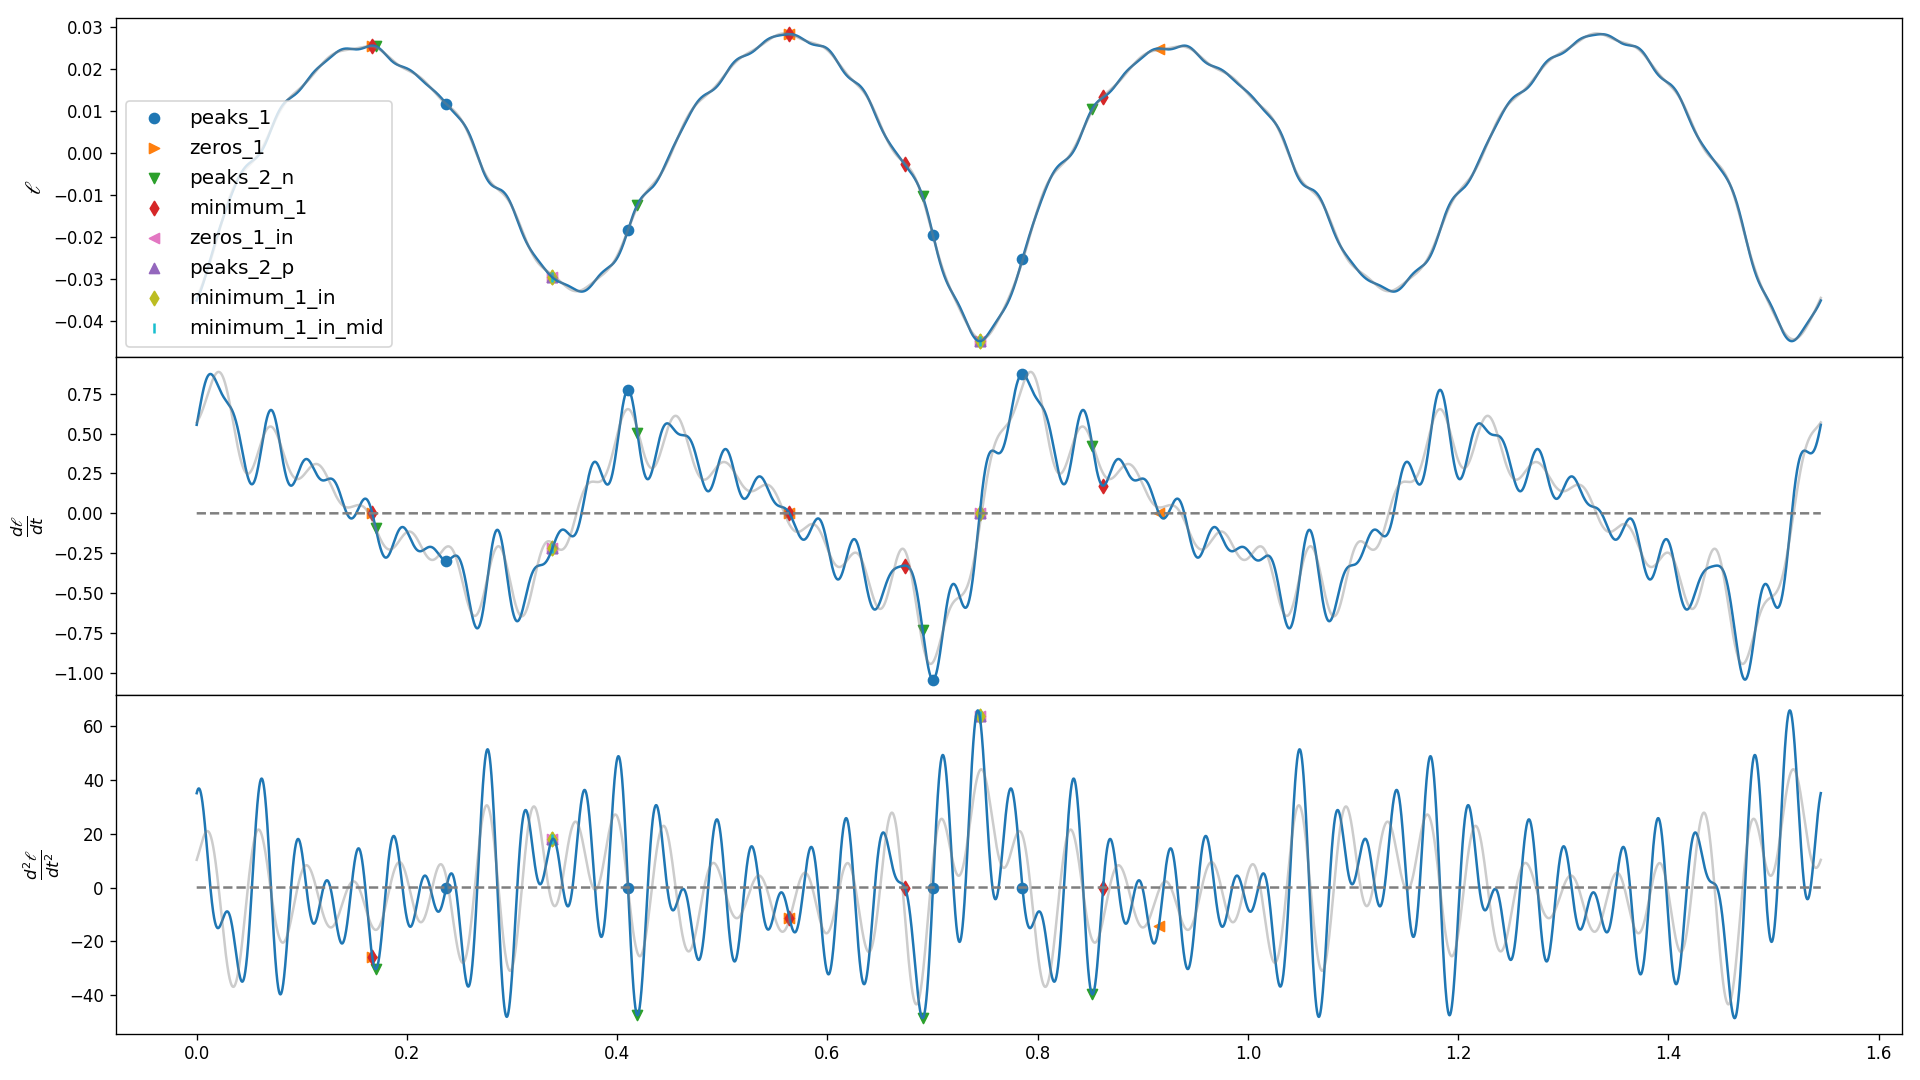 0.03
0.02
0.01
0.00
−0.01
−0.02
−0.03
−0.04
ℓ
peaks_1
zeros_1
peaks_2_n
minimum_1
zeros_1_in
peaks_2_p
minimum_1_in
minimum_1_in_mid
0.75
0.50
0.25
0.00
−0.25
−0.50
−0.75
−1.00
dℓ/dt
60
40
20
0
−20
−40
d²ℓ/dt²
0.0 0.2 0.4 0.6 0.8 1.0 1.2 1.4 1.6